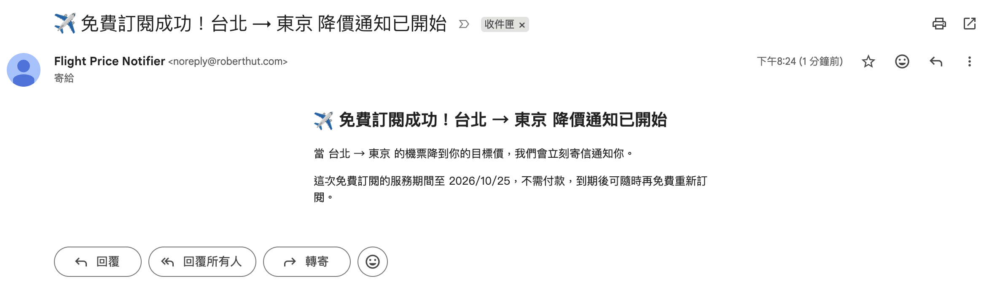 ✈️ 免費訂閱成功！台北 → 東京 降價通知已開始 收件匣 ×
Flight Price Notifier <noreply@roberthut.com> 下午8:24 (1 分鐘前)
寄給
✈️ 免費訂閱成功！台北 → 東京 降價通知已開始
當 台北 → 東京 的機票降到你的目標價，我們會立刻寄信通知你。
這次免費訂閱的服務期間至 2026/10/25，不需付款，到期後可隨時再免費重新訂
閱。
回覆 回覆所有人 轉寄